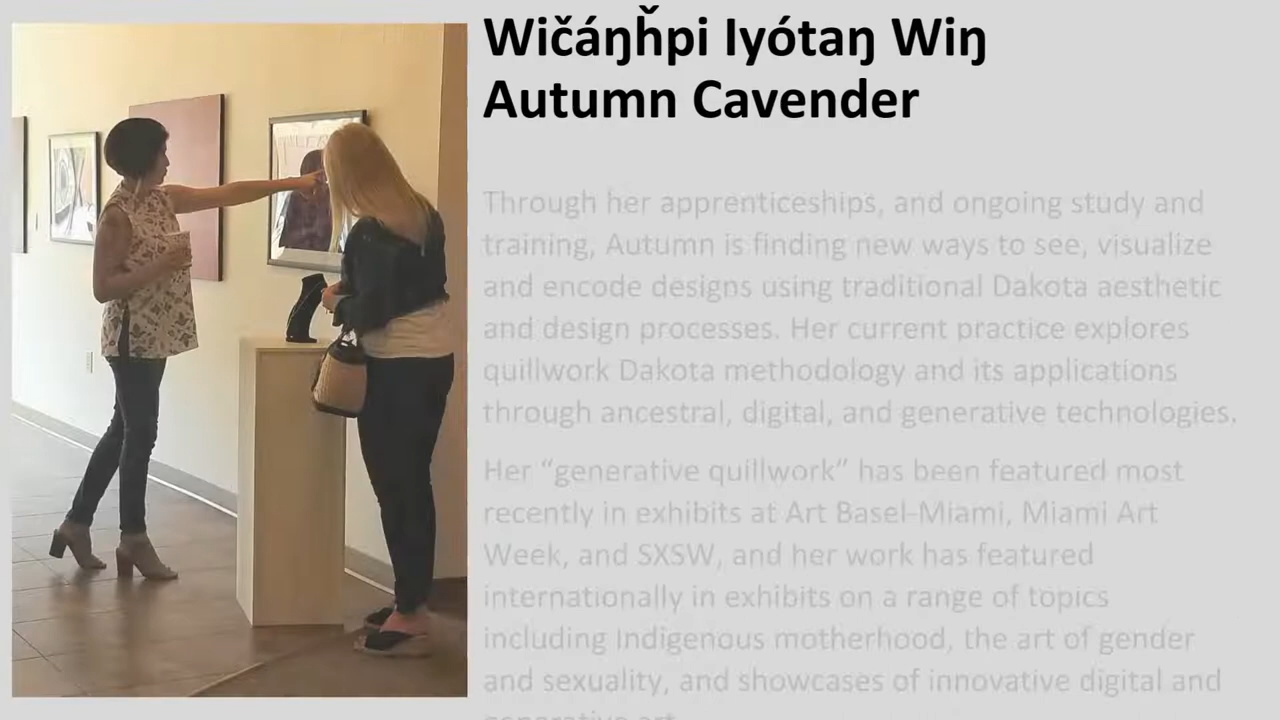 Wičáŋȟpi Iyótaŋ Wiŋ
Autumn Cavender
Through her apprenticeships, and ongoing study and
training, Autumn is finding new ways to see, visualize
and encode designs using traditional Dakota aesthetic
and design processes. Her current practice explores
quillwork Dakota methodology and its applications
through ancestral, digital, and generative technologies.
Her “generative quillwork” has been featured most
recently in exhibits at Art Basel-Miami, Miami Art
Week, and SXSW, and her work has featured
internationally in exhibits on a range of topics
including Indigenous motherhood, the art of gender
and sexuality, and showcases of innovative digital and
generative art.